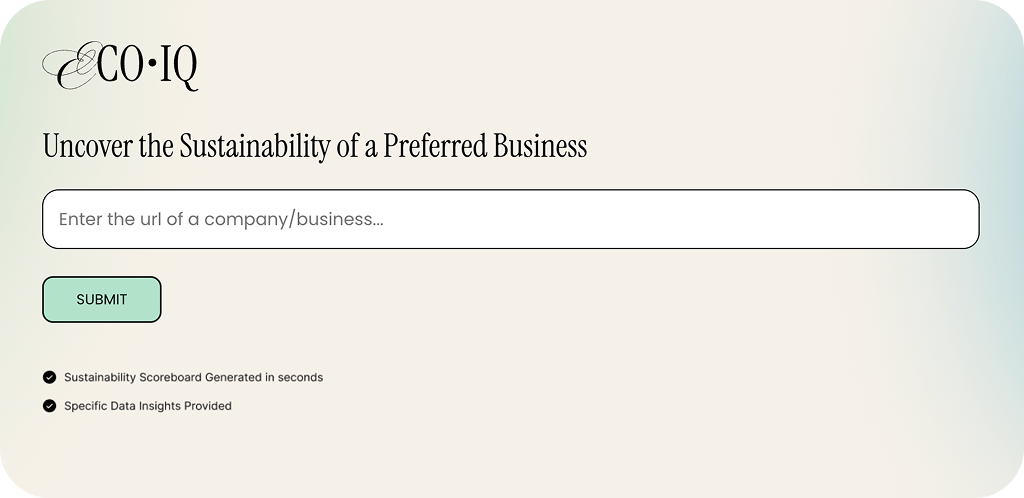 ECO•IQ
Uncover the Sustainability of a Preferred Business
Enter the url of a company/business...
SUBMIT
Sustainability Scoreboard Generated in seconds
Specific Data Insights Provided